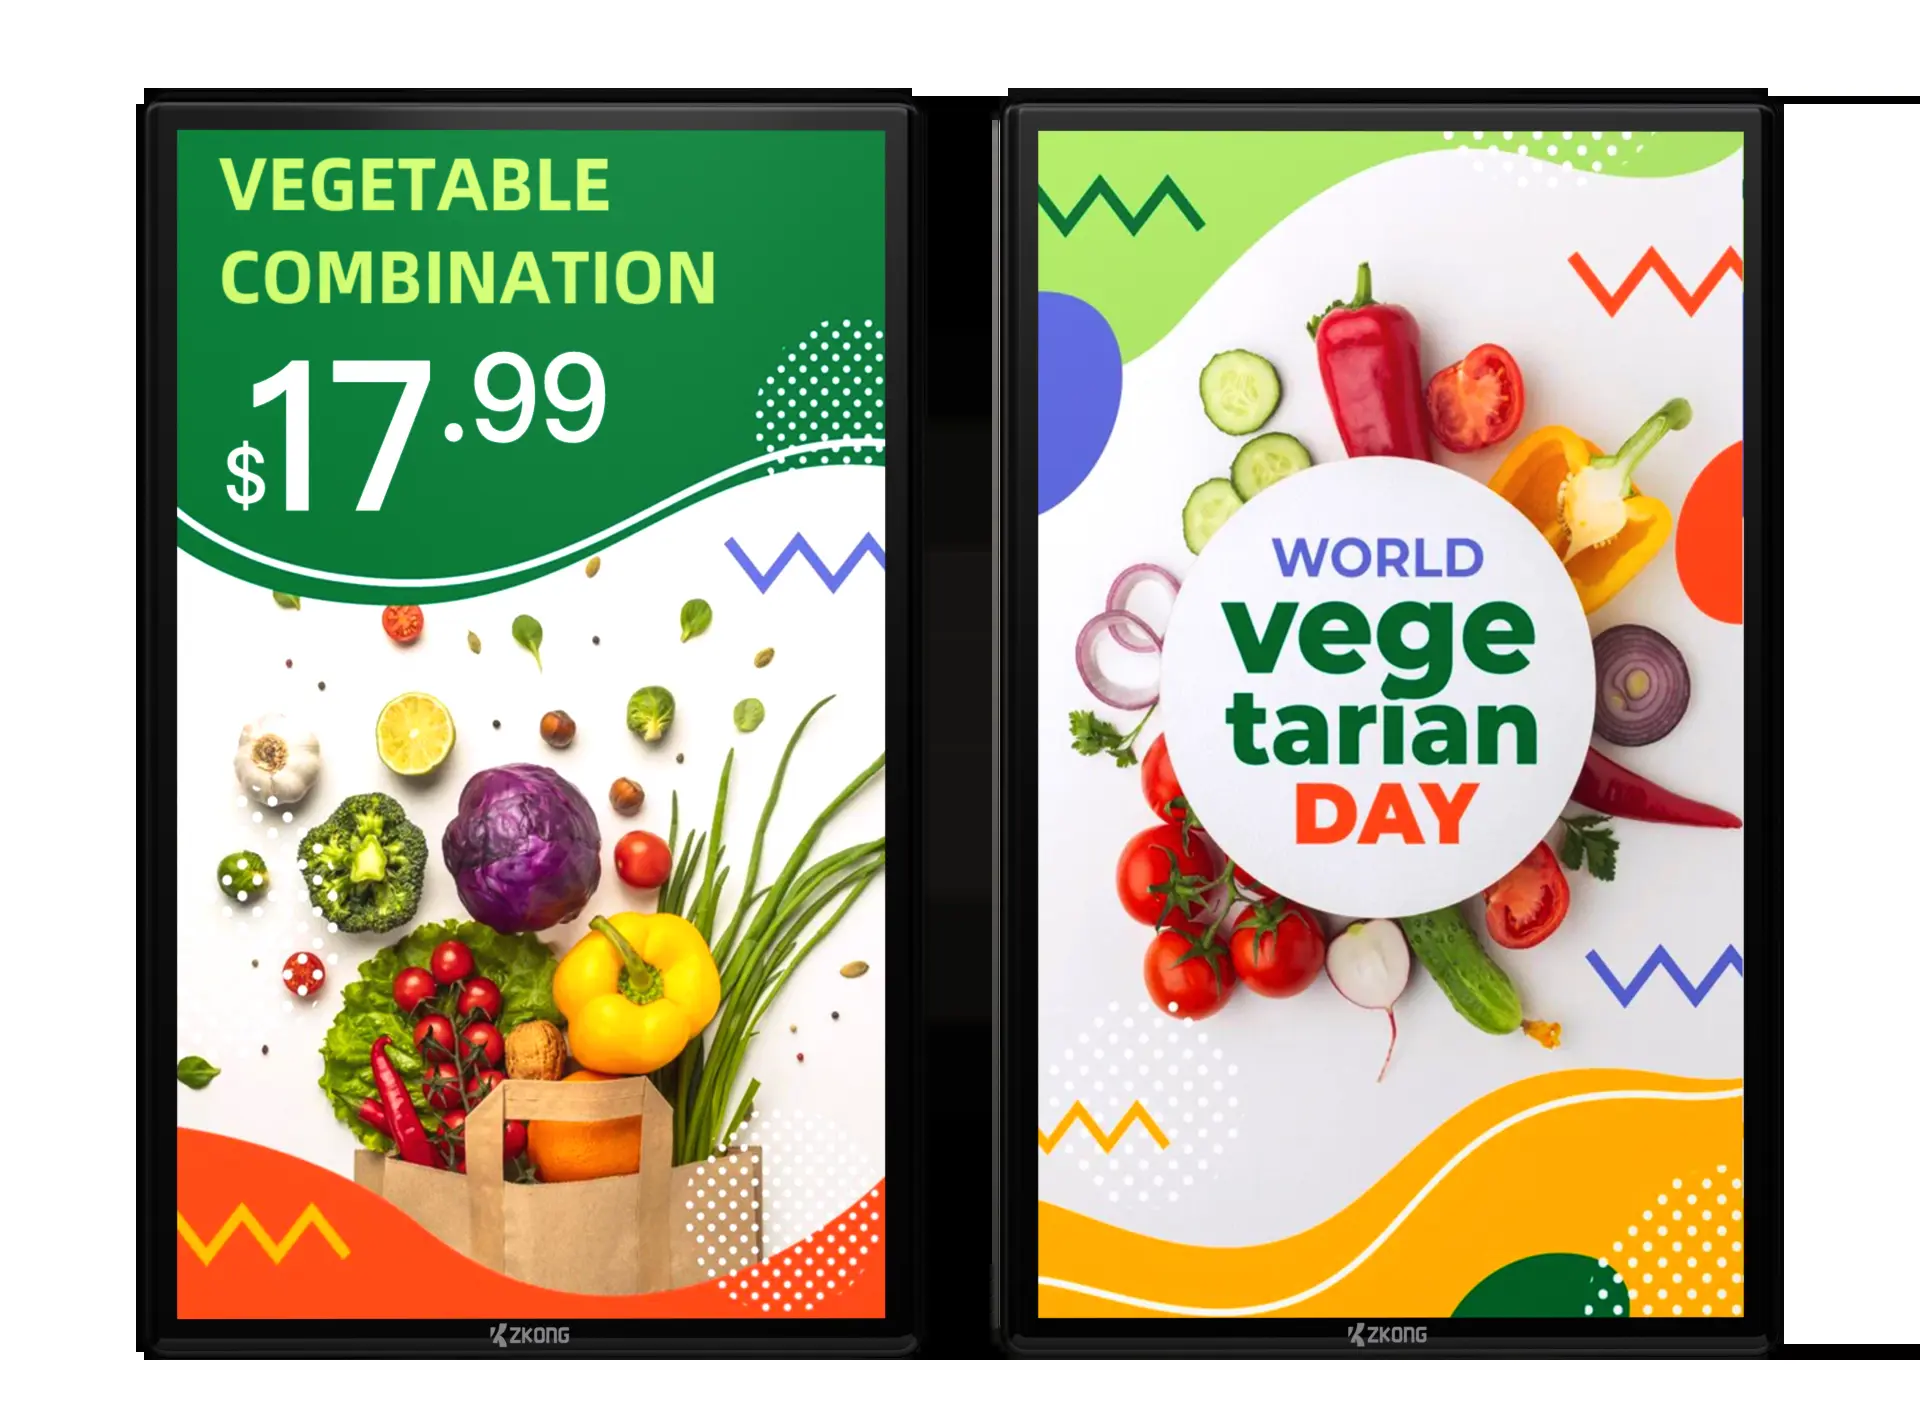 VEGETABLE
COMBINATION
$17.99
ZKONG
WORLD
vege
tarian
DAY
ZKONG